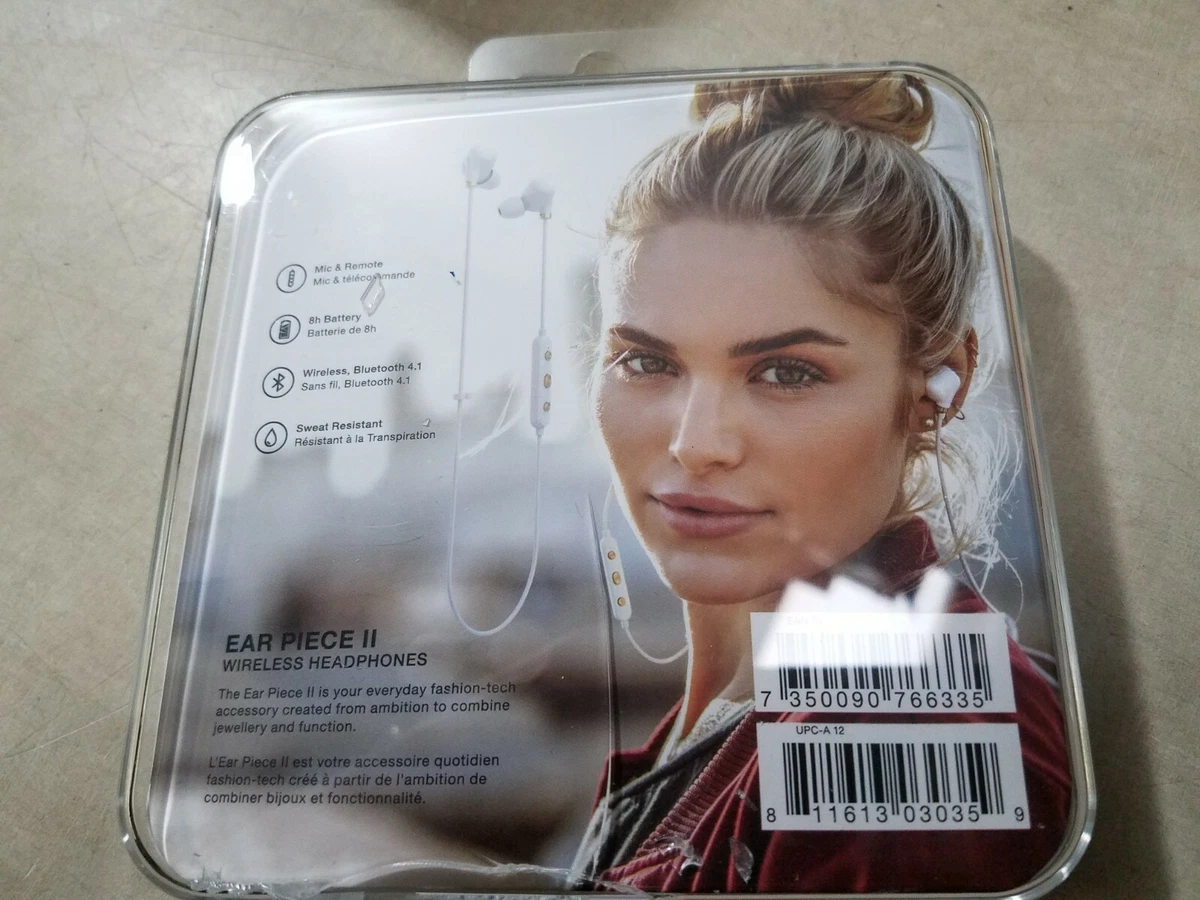 Mic & Remote
Mic & télécommande
8h Battery
Batterie de 8h
Wireless, Bluetooth 4.1
Sans fil, Bluetooth 4.1
Sweat Resistant
Résistant à la Transpiration
EAR PIECE II
WIRELESS HEADPHONES
The Ear Piece II is your everyday fashion-tech
accessory created from ambition to combine
jewellery and function.
L'Ear Piece II est votre accessoire quotidien
fashion-tech créé à partir de l'ambition de
combiner bijoux et fonctionnalité.
7 350090 766335
UPC-A 12
8 11613 03035 9